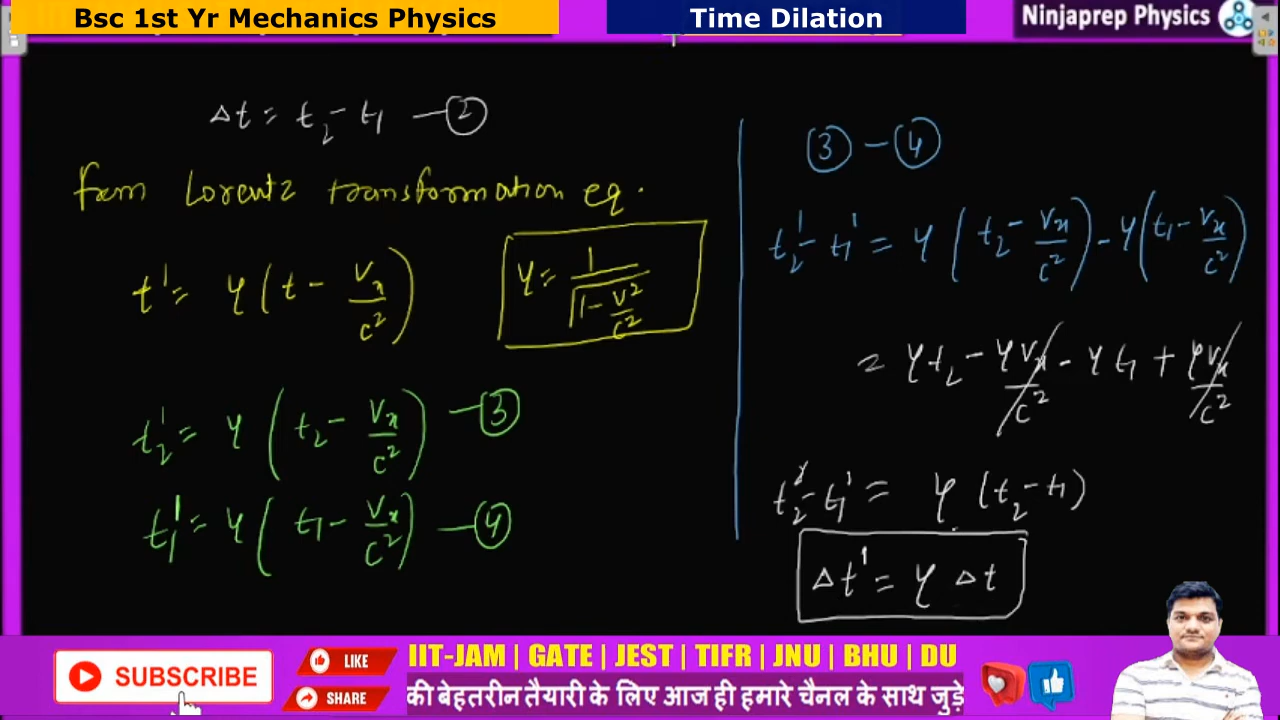 Bsc 1st Yr Mechanics Physics
Time Dilation
Ninjaprep Physics
Δt = t₂ - t₁ — ②
from Lorentz transformation eq.
t' = γ(t - vx/c²)
γ = 1/√(1 - v²/c²)
t₂' = γ(t₂ - vx/c²) — ③
t₁' = γ(t₁ - vx/c²) — ④
③ - ④
t₂' - t₁' = γ(t₂ - vx/c²) - γ(t₁ - vx/c²)
= γt₂ - γvx/c² - γt₁ + γvx/c²
t₂' - t₁' = γ(t₂ - t₁)
Δt' = γ Δt
SUBSCRIBE
LIKE
SHARE
IIT-JAM | GATE | JEST | TIFR | JNU | BHU | DU
की बेहतरीन तैयारी के लिए आज ही हमारे चैनल के साथ जुड़े